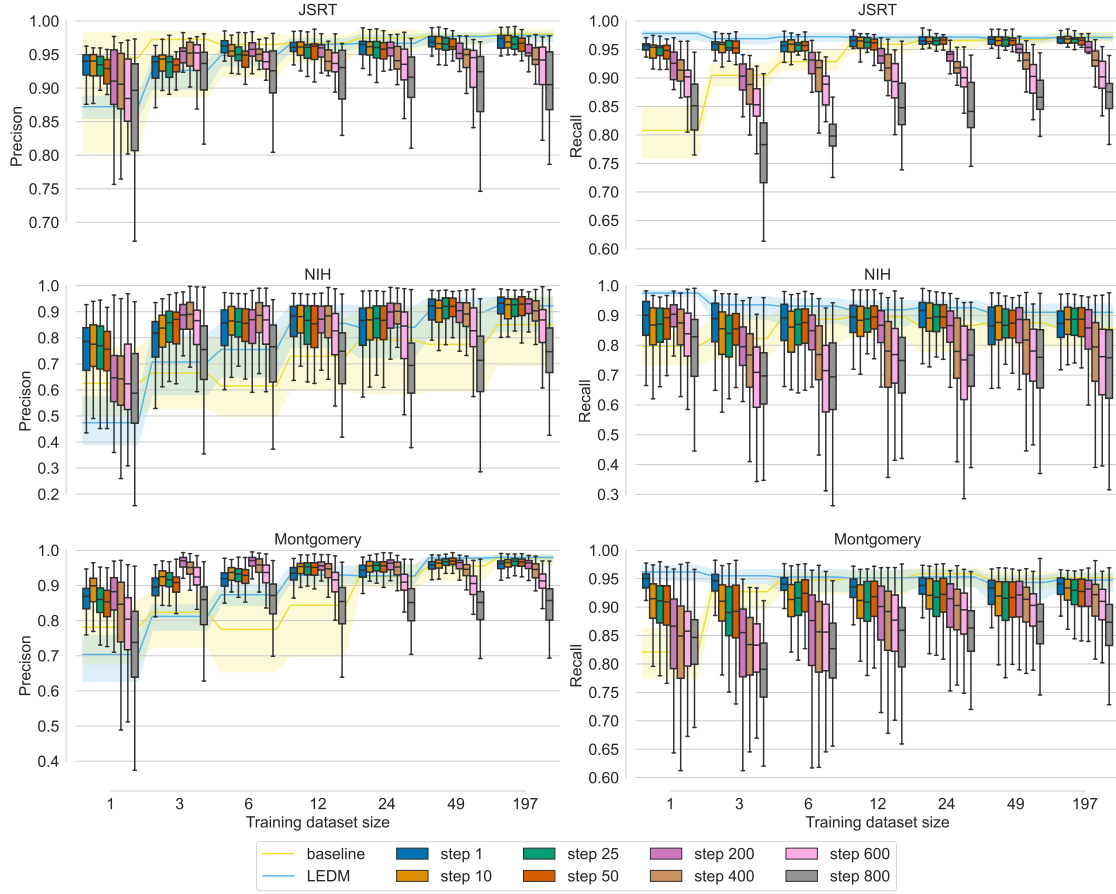 JSRT
1.00
0.95
0.90
0.85
0.80
0.75
0.70
Precison
JSRT
1.00
0.95
0.90
0.85
0.80
0.75
0.70
0.65
0.60
Recall
NIH
1.0
0.9
0.8
0.7
0.6
0.5
0.4
0.3
0.2
Precison
NIH
1.0
0.9
0.8
0.7
0.6
0.5
0.4
0.3
Recall
Montgomery
1.0
0.9
0.8
0.7
0.6
0.5
0.4
Precison
1 3 6 12 24 49 197
Training dataset size
Montgomery
1.00
0.95
0.90
0.85
0.80
0.75
0.70
0.65
0.60
Recall
1 3 6 12 24 49 197
Training dataset size
baseline step 1 step 25 step 200 step 600
LEDM step 10 step 50 step 400 step 800